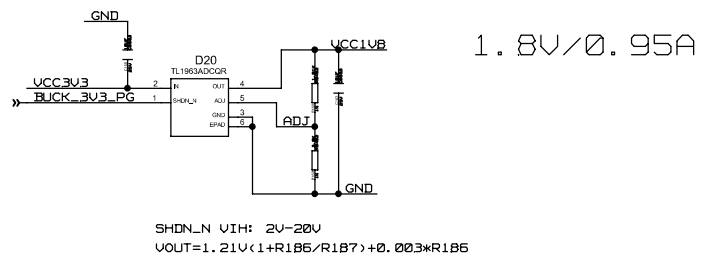 GND
VCC1V8
1.8V/0.95A
D20
TL1963ADCQR
VCC3V3
2 IN OUT 4
BUCK_3V3_PG
1 SHDN_N ADJ 5
ADJ
GND 3
EPAD 6
GND
SHDN_N VIH: 2V-20V
VOUT=1.21V(1+R186/R187)+0.003*R186